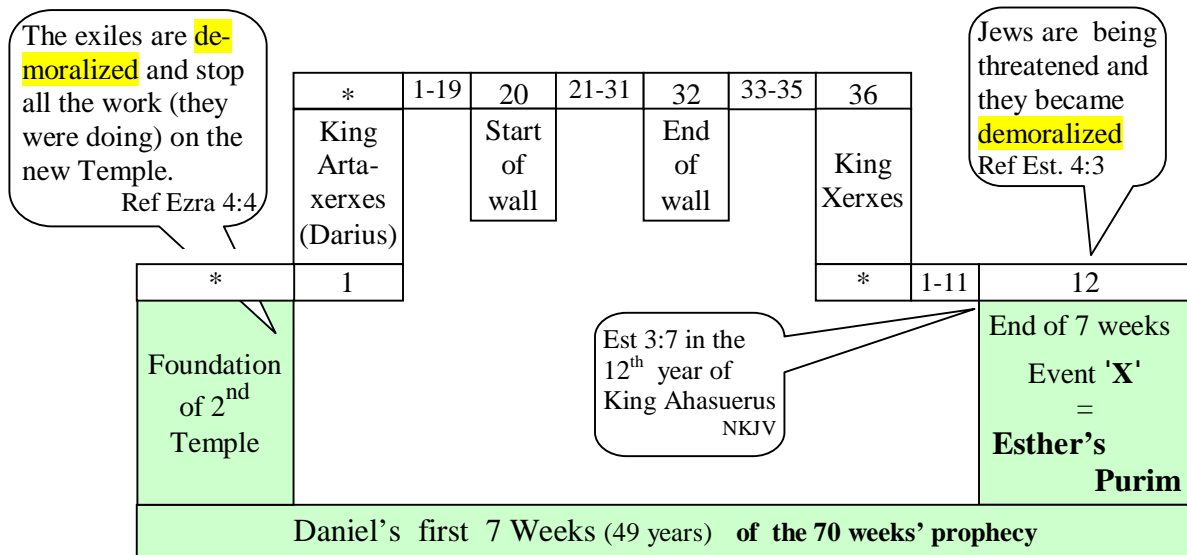 The exiles are de-
moralized and stop
all the work (they
were doing) on the
new Temple.
Ref Ezra 4:4
* 1-19 20 21-31 32 33-35 36
King
Arta-
xerxes
(Darius)
Start
of
wall
End
of
wall
King
Xerxes
Jews are being
threatened and
they became
demoralized
Ref Est. 4:3
* 1 * 1-11 12
Foundation
of 2nd
Temple
Est 3:7 in the
12th year of
King Ahasuerus
NKJV
End of 7 weeks
Event 'X'
=
Esther's
Purim
Daniel's first 7 Weeks (49 years) of the 70 weeks' prophecy